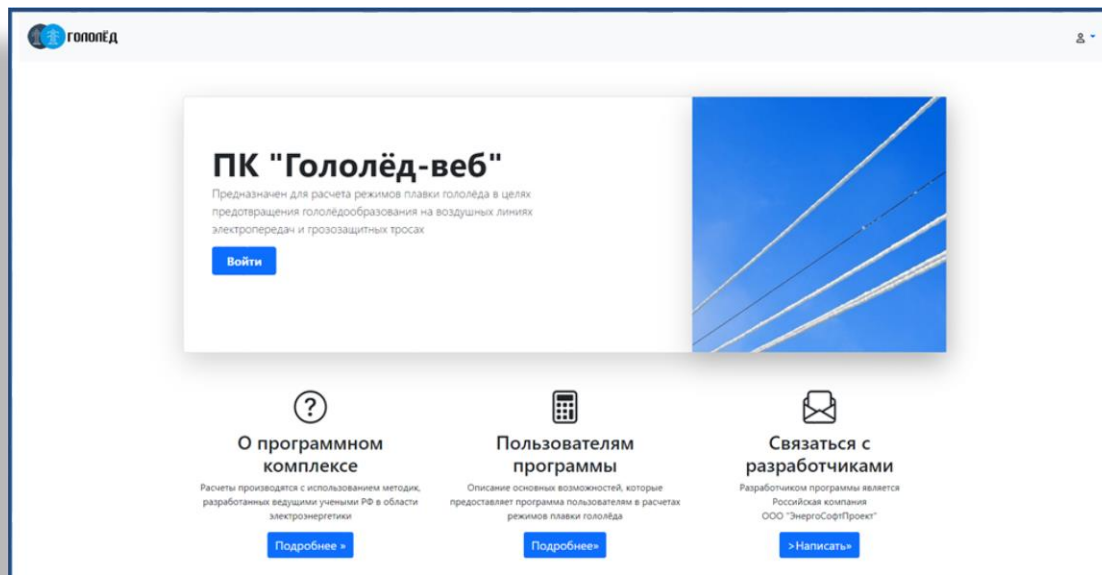 гололёд
ПК "Гололёд-веб"
Предназначен для расчета режимов плавки гололёда в целях
предотвращения гололёдообразования на воздушных линиях
электропередач и грозозащитных тросах
Войти
О программном
комплексе
Расчеты производятся с использованием методик,
разработанных ведущими учеными РФ в области
электроэнергетики
Подробнее »
Пользователям
программы
Описание основных возможностей, которые
предоставляет программа пользователям в расчетах
режимов плавки гололёда
Подробнее»
Связаться с
разработчиками
Разработчиком программы является
Российская компания
ООО "ЭнергоСофтПроект"
>Написать»